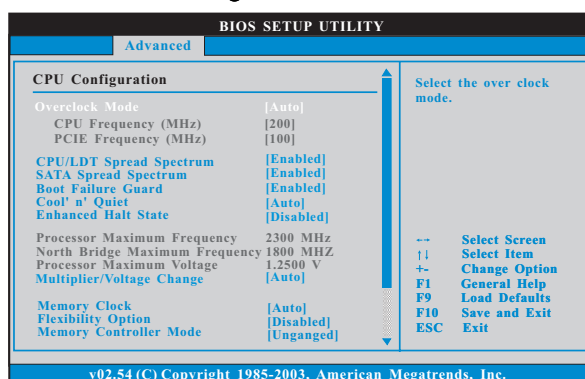 BIOS SETUP UTILITY
Advanced
CPU Configuration
Overclock Mode [Auto]
CPU Frequency (MHz) [200]
PCIE Frequency (MHz) [100]
CPU/LDT Spread Spectrum [Enabled]
SATA Spread Spectrum [Enabled]
Boot Failure Guard [Enabled]
Cool' n' Quiet [Auto]
Enhanced Halt State [Disabled]
Processor Maximum Frequency 2300 MHz
North Bridge Maximum Frequency 1800 MHZ
Processor Maximum Voltage 1.2500 V
Multiplier/Voltage Change [Auto]
Memory Clock [Auto]
Flexibility Option [Disabled]
Memory Controller Mode [Unganged]
Select the over clock
mode.
←→ Select Screen
↑↓ Select Item
+- Change Option
F1 General Help
F9 Load Defaults
F10 Save and Exit
ESC Exit
v02.54 (C) Copyright 1985-2003, American Megatrends, Inc.